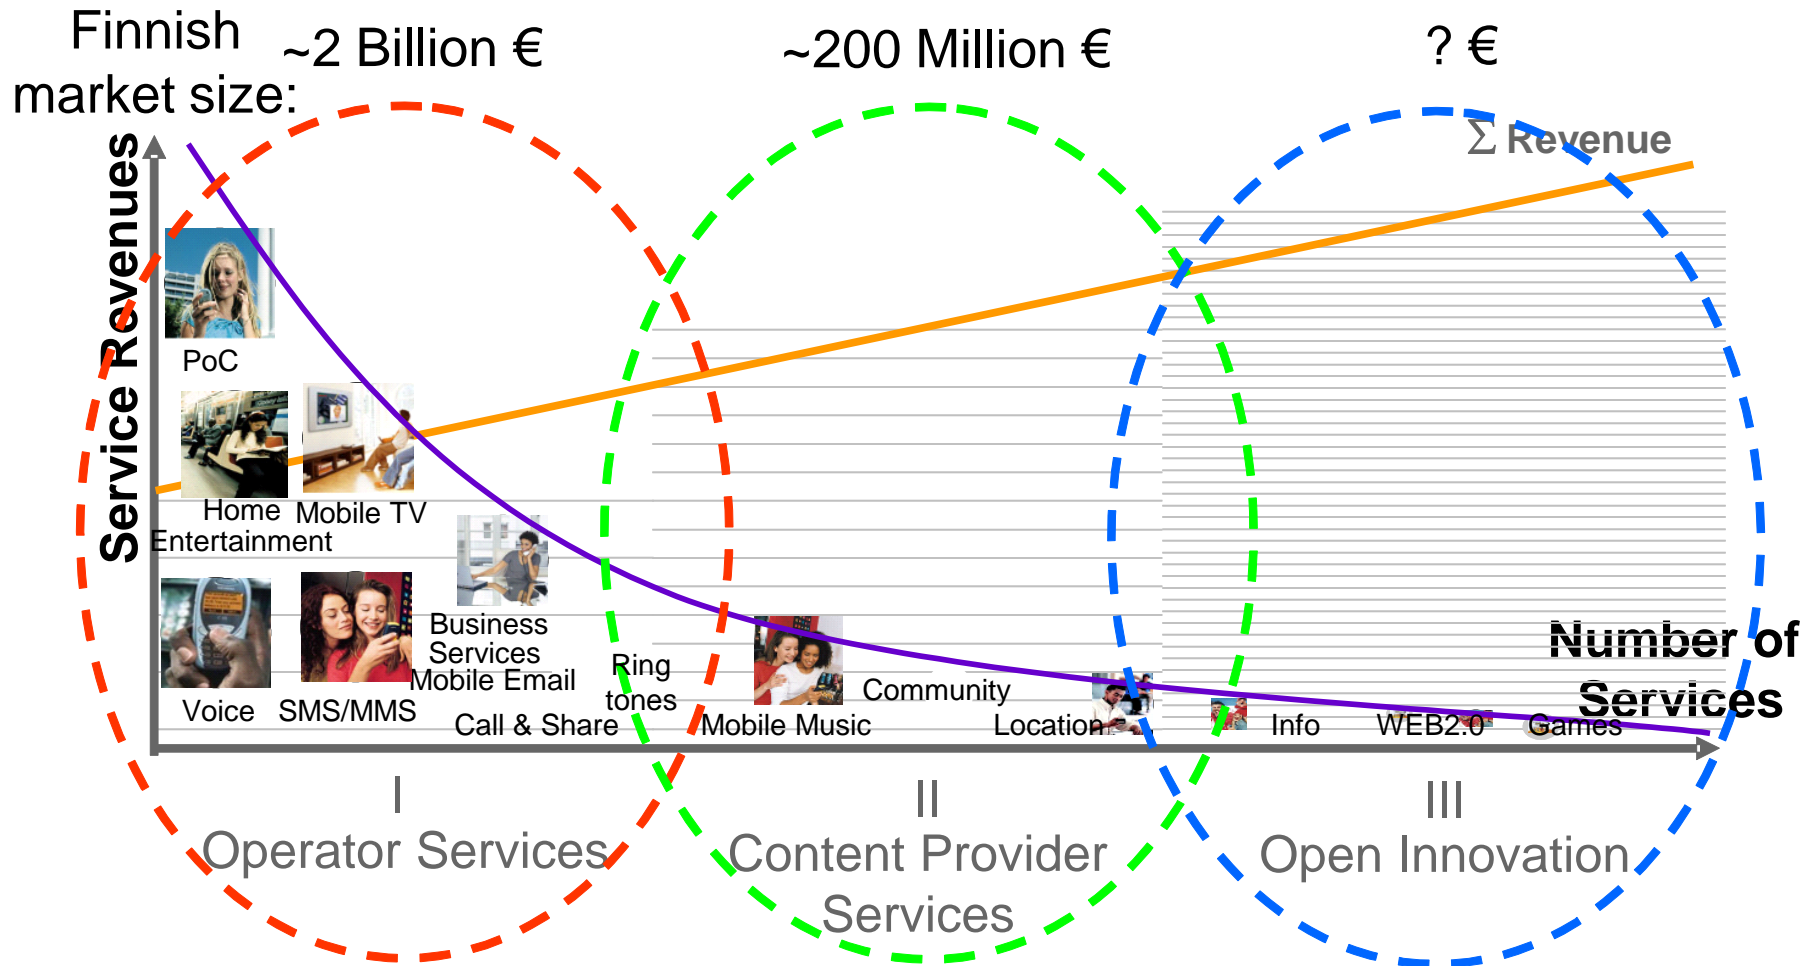 Finnish
market size:
~2 Billion €
~200 Million €
? €
Σ Revenue
Service Revenues
PoC
Home
Entertainment
Mobile TV
Business
Services
Mobile Email
Voice
SMS/MMS
Call & Share
Ring
tones
Mobile Music
Community
Location
Info
WEB2.0
Games
Number of
Services
I
Operator Services
II
Content Provider
Services
III
Open Innovation